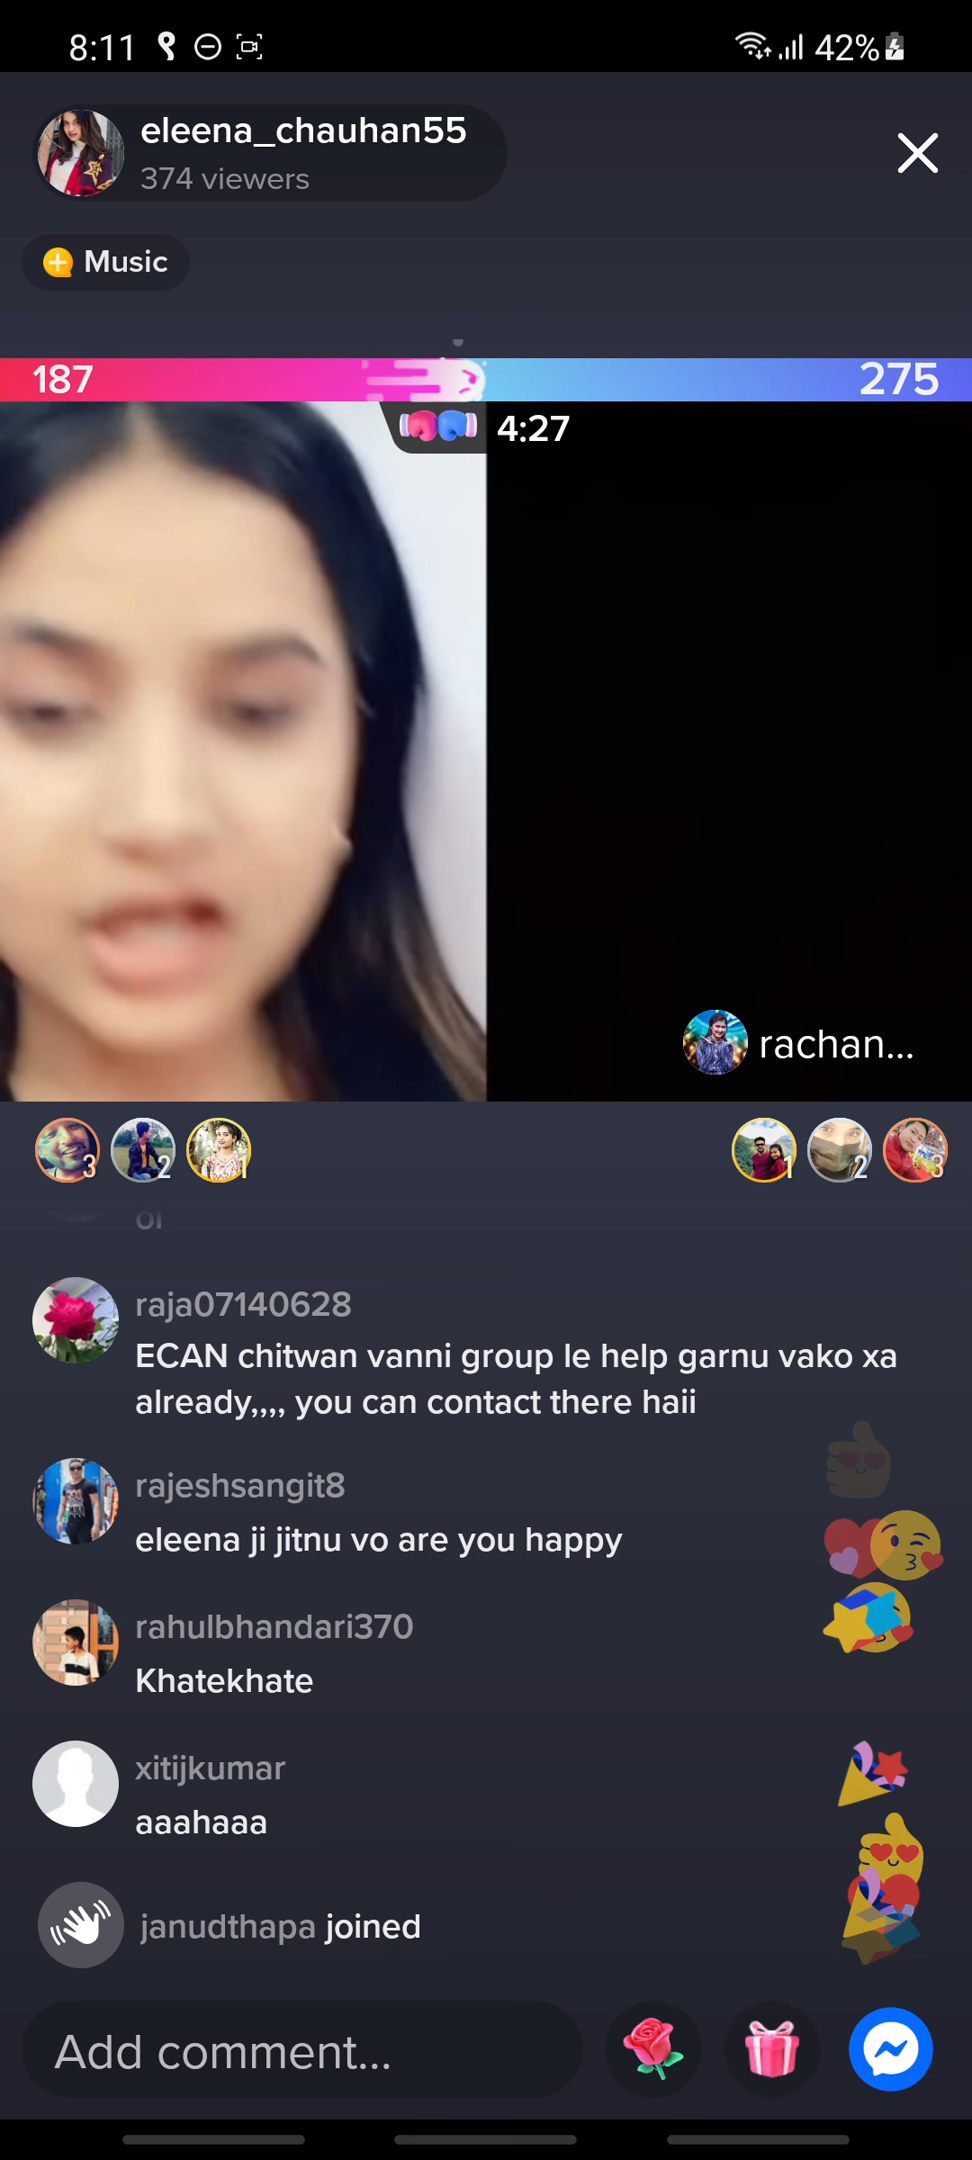 8:11
42%
eleena_chauhan55
374 viewers
Music
187
275
4:27
rachan...
3
2
1
1
2
3
raja07140628
ECAN chitwan vanni group le help garnu vako xa
already,,,, you can contact there haii
rajeshsangit8
eleena ji jitnu vo are you happy
rahulbhandari370
Khatekhate
xitijkumar
aaahaaa
janudthapa joined
Add comment...